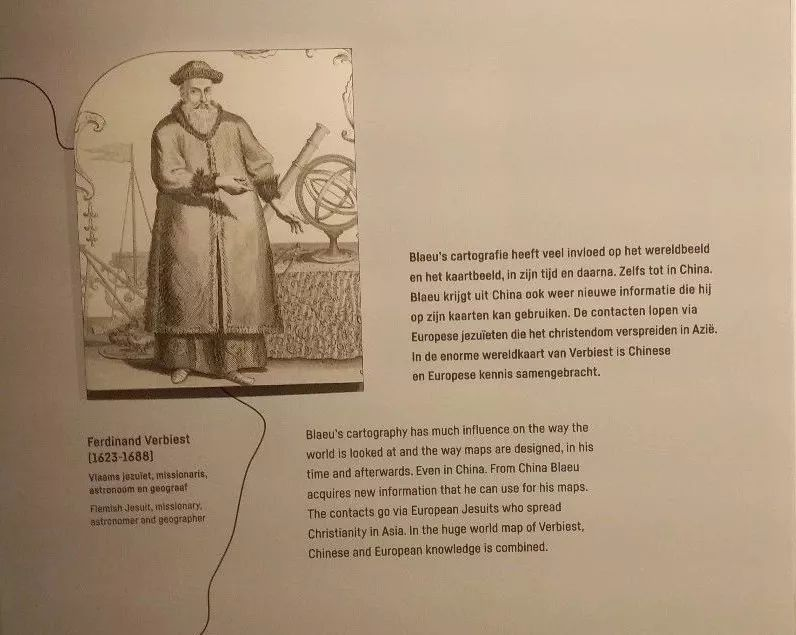 Blaeu's cartografie heeft veel invloed op het wereldbeeld
en het kaartbeeld, in zijn tijd en daarna. Zelfs tot in China.
Blaeu krijgt uit China ook weer nieuwe informatie die hij
op zijn kaarten kan gebruiken. De contacten lopen via
Europese jezuïeten die het christendom verspreiden in Azië.
In de enorme wereldkaart van Verbiest is Chinese
en Europese kennis samengebracht.
Ferdinand Verbiest
(1623-1688)
Vlaams jezuïet, missionaris,
astronoom en geograaf
Flemish Jesuit, missionary,
astronomer and geographer
Blaeu's cartography has much influence on the way the
world is looked at and the way maps are designed, in his
time and afterwards. Even in China. From China Blaeu
acquires new information that he can use for his maps.
The contacts go via European Jesuits who spread
Christianity in Asia. In the huge world map of Verbiest,
Chinese and European knowledge is combined.